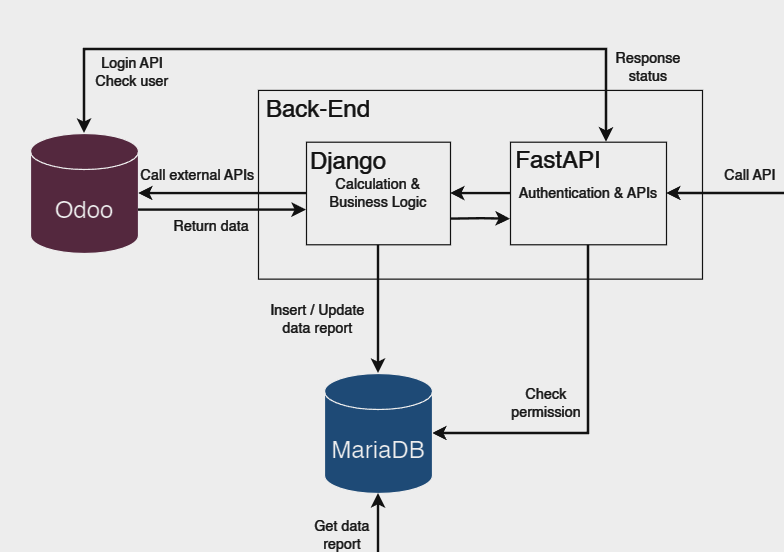 Login API
Check user
Response
status
Back-End
Django
Calculation &
Business Logic
FastAPI
Authentication & APIs
Call external APIs
Call API
Odoo
Return data
Insert / Update
data report
Check
permission
MariaDB
Get data
report